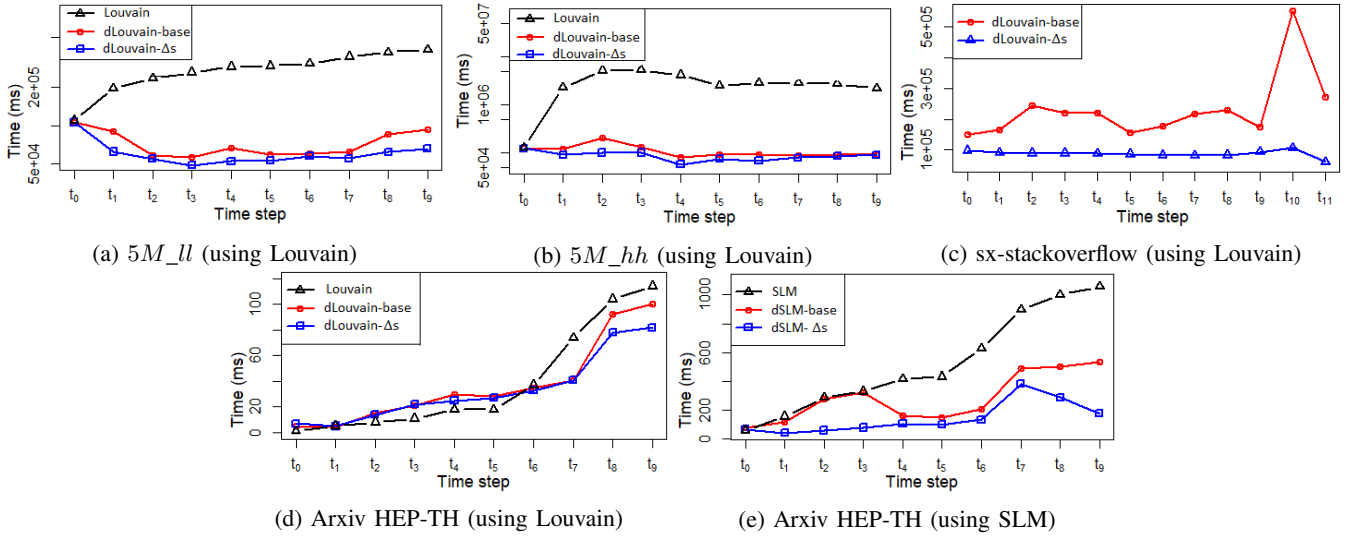 Louvain
dLouvain-base
dLouvain-Δs
Time (ms)
5e+04
2e+05
t0 t1 t2 t3 t4 t5 t6 t7 t8 t9
Time step
(a) 5M_ll (using Louvain)
Louvain
dLouvain-base
dLouvain-Δs
Time (ms)
5e+04
1e+06
5e+07
t0 t1 t2 t3 t4 t5 t6 t7 t8 t9
Time step
(b) 5M_hh (using Louvain)
dLouvain-base
dLouvain-Δs
Time (ms)
1e+05
3e+05
5e+05
t0 t1 t2 t3 t4 t5 t6 t7 t8 t9 t10 t11
Time step
(c) sx-stackoverflow (using Louvain)
Louvain
dLouvain-base
dLouvain-Δs
Time (ms)
0
20
60
100
t0 t1 t2 t3 t4 t5 t6 t7 t8 t9
Time step
(d) Arxiv HEP-TH (using Louvain)
SLM
dSLM-base
dSLM- Δs
Time (ms)
0
200
600
1000
t0 t1 t2 t3 t4 t5 t6 t7 t8 t9
Time step
(e) Arxiv HEP-TH (using SLM)